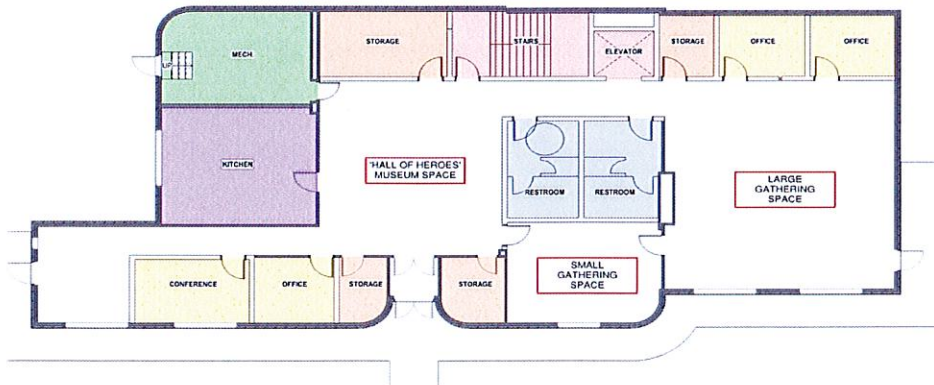 MECH.
UP
STORAGE
STAIRS
ELEVATOR
STORAGE
OFFICE
OFFICE
KITCHEN
'HALL OF HEROES'
MUSEUM SPACE
RESTROOM
RESTROOM
LARGE
GATHERING
SPACE
CONFERENCE
OFFICE
STORAGE
STORAGE
SMALL
GATHERING
SPACE